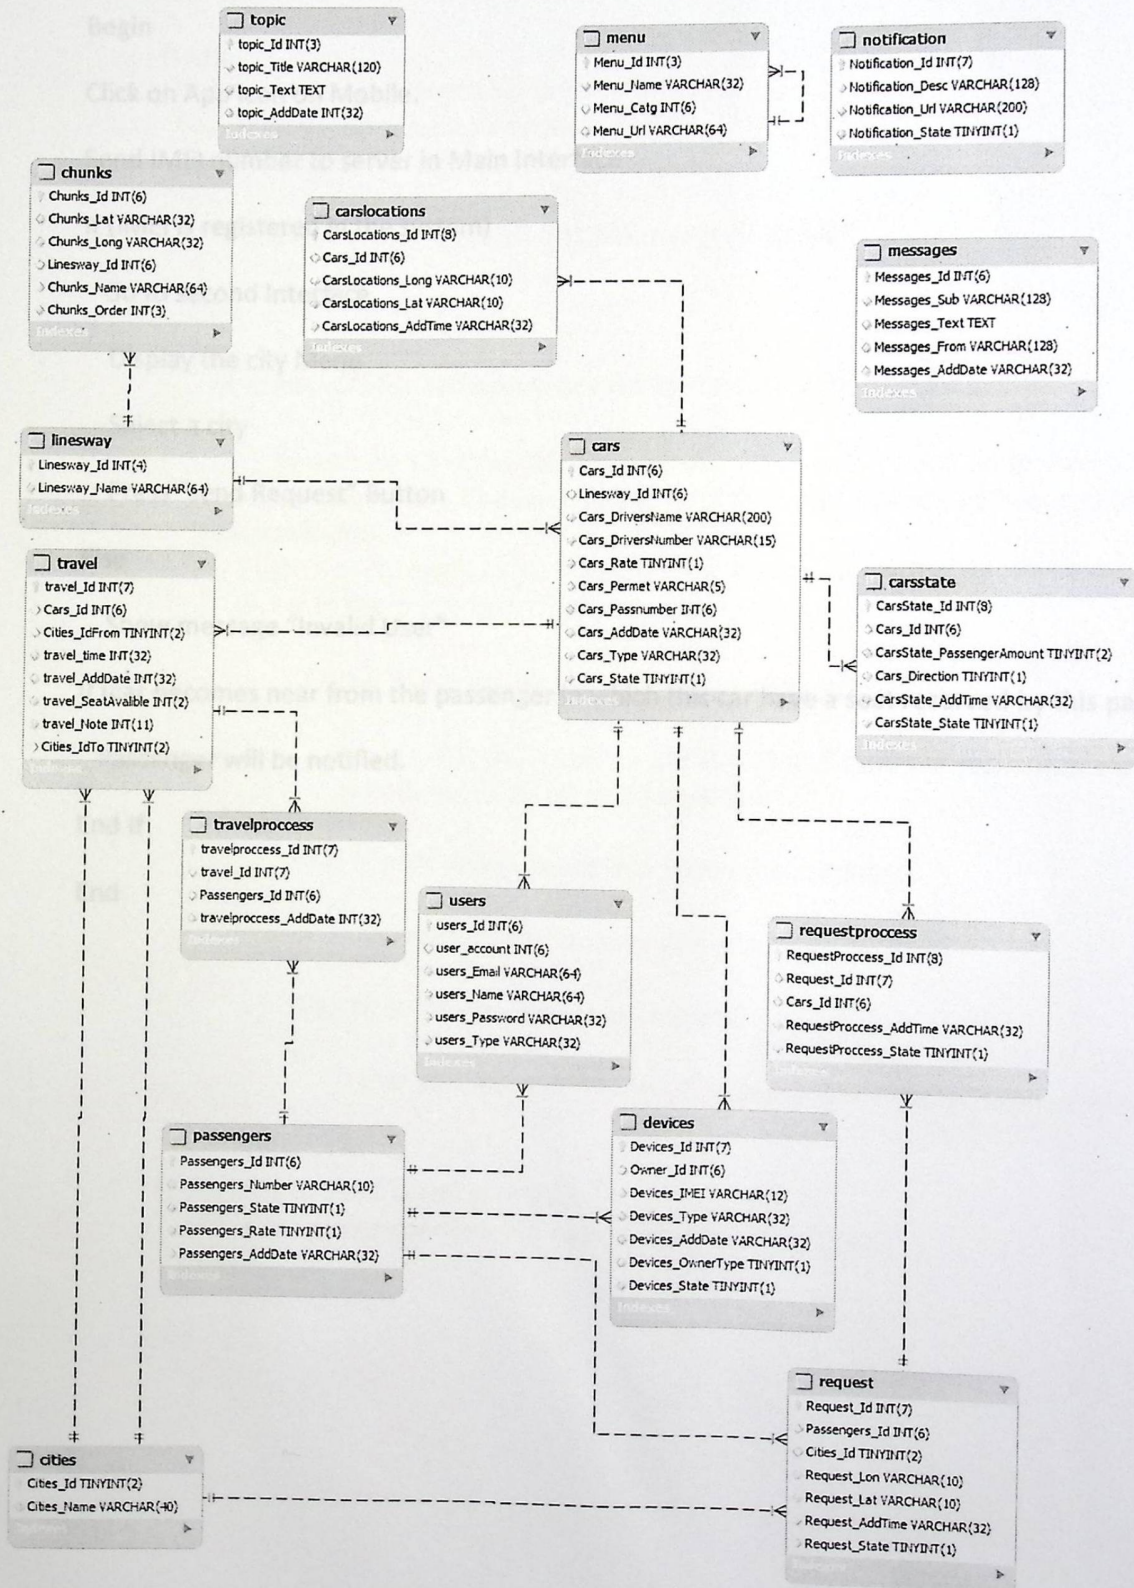 topic
topic_Id INT(3)
topic_Title VARCHAR(120)
topic_Text TEXT
topic_AddDate INT(32)
Indexes
menu
Menu_Id INT(3)
Menu_Name VARCHAR(32)
Menu_Catg INT(6)
Menu_Url VARCHAR(64)
Indexes
notification
Notification_Id INT(7)
Notification_Desc VARCHAR(128)
Notification_Url VARCHAR(200)
Notification_State TINYINT(1)
Indexes
chunks
Chunks_Id INT(6)
Chunks_Lat VARCHAR(32)
Chunks_Long VARCHAR(32)
Linesway_Id INT(6)
Chunks_Name VARCHAR(64)
Chunks_Order INT(3)
Indexes
carslocations
CarsLocations_Id INT(8)
Cars_Id INT(6)
CarsLocations_Long VARCHAR(10)
CarsLocations_Lat VARCHAR(10)
CarsLocations_AddTime VARCHAR(32)
Indexes
messages
Messages_Id INT(6)
Messages_Sub VARCHAR(128)
Messages_Text TEXT
Messages_From VARCHAR(128)
Messages_AddDate VARCHAR(32)
Indexes
linesway
Linesway_Id INT(4)
Linesway_Name VARCHAR(64)
Indexes
cars
Cars_Id INT(6)
Linesway_Id INT(6)
Cars_DriversName VARCHAR(200)
Cars_DriversNumber VARCHAR(15)
Cars_Rate TINYINT(1)
Cars_Permet VARCHAR(5)
Cars_Passnumber INT(6)
Cars_AddDate VARCHAR(32)
Cars_Type VARCHAR(32)
Cars_State TINYINT(1)
Indexes
travel
travel_Id INT(7)
Cars_Id INT(6)
Cities_IdFrom TINYINT(2)
travel_time INT(32)
travel_AddDate INT(32)
travel_SeatAvalible INT(2)
travel_Note INT(11)
Cities_IdTo TINYINT(2)
Indexes
carsstate
CarsState_Id INT(8)
Cars_Id INT(6)
CarsState_PassengerAmount TINYINT(2)
Cars_Direction TINYINT(1)
CarsState_AddTime VARCHAR(32)
CarsState_State TINYINT(1)
Indexes
travelproccess
travelproccess_Id INT(7)
travel_Id INT(7)
Passengers_Id INT(6)
travelproccess_AddDate INT(32)
Indexes
users
users_Id INT(6)
user_account INT(6)
users_Email VARCHAR(64)
users_Name VARCHAR(64)
users_Password VARCHAR(32)
users_Type VARCHAR(32)
Indexes
requestproccess
RequestProccess_Id INT(8)
Request_Id INT(7)
Cars_Id INT(6)
RequestProccess_AddTime VARCHAR(32)
RequestProccess_State TINYINT(1)
Indexes
passengers
Passengers_Id INT(6)
Passengers_Number VARCHAR(10)
Passengers_State TINYINT(1)
Passengers_Rate TINYINT(1)
Passengers_AddDate VARCHAR(32)
Indexes
devices
Devices_Id INT(7)
Owner_Id INT(6)
Devices_IMEI VARCHAR(12)
Devices_Type VARCHAR(32)
Devices_AddDate VARCHAR(32)
Devices_OwnerType TINYINT(1)
Devices_State TINYINT(1)
Indexes
cities
Cities_Id TINYINT(2)
Cities_Name VARCHAR(40)
request
Request_Id INT(7)
Passengers_Id INT(6)
Cities_Id TINYINT(2)
Request_Lon VARCHAR(10)
Request_Lat VARCHAR(10)
Request_AddTime VARCHAR(32)
Request_State TINYINT(1)